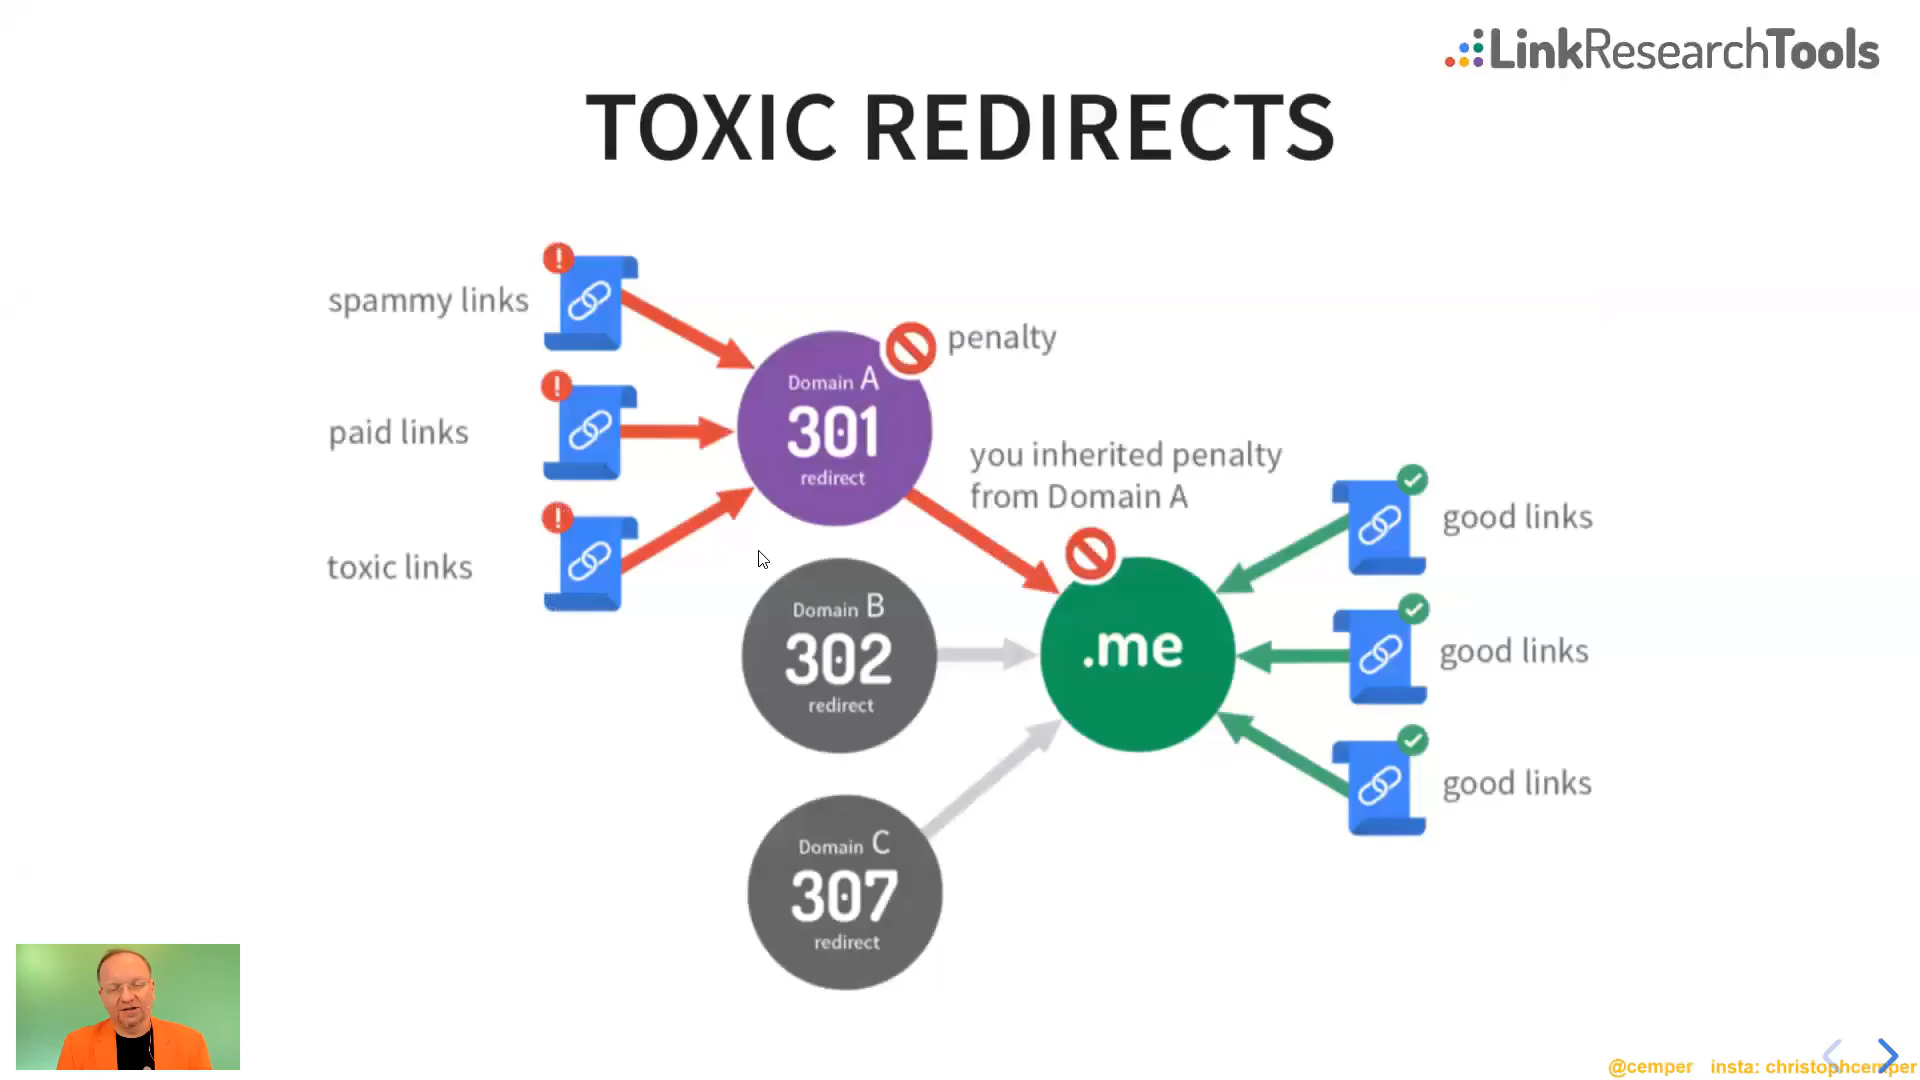 LinkResearchTools
TOXIC REDIRECTS
spammy links
paid links
toxic links
Domain A
301
redirect
penalty
you inherited penalty
from Domain A
Domain B
302
redirect
Domain C
307
redirect
.me
good links
good links
good links
@cemper insta: christophcemper